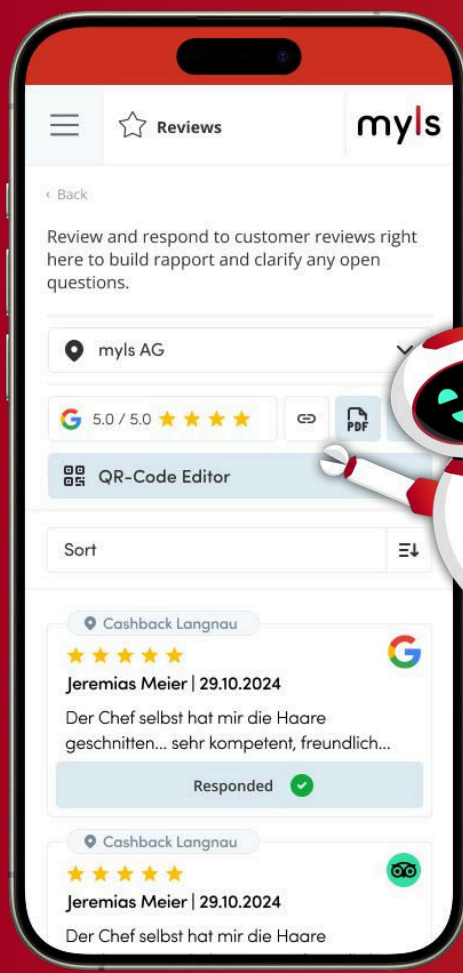 Reviews
myls
‹ Back
Review and respond to customer reviews right
here to build rapport and clarify any open
questions.
myls AG
5.0 / 5.0
PDF
QR-Code Editor
Sort
Cashback Langnau
Jeremias Meier | 29.10.2024
Der Chef selbst hat mir die Haare
geschnitten... sehr kompetent, freundlich...
Responded
Cashback Langnau
Jeremias Meier | 29.10.2024
Der Chef selbst hat mir die Haare